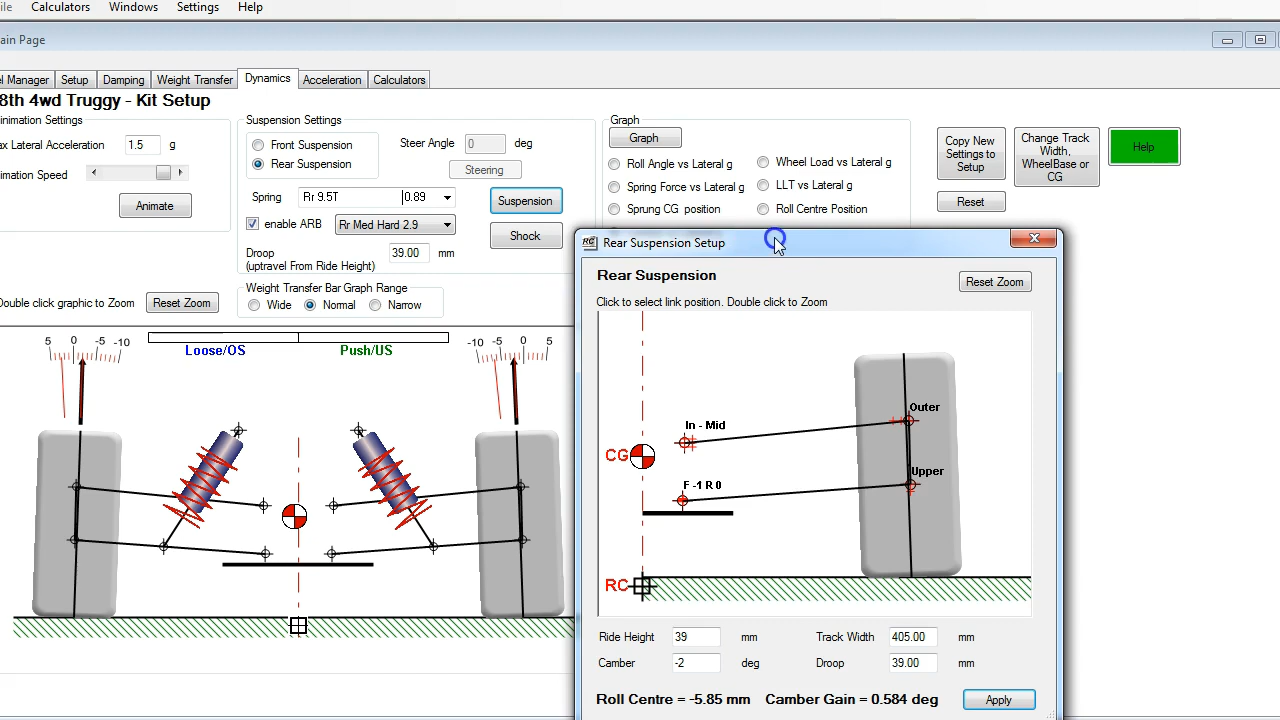 ile Calculators Windows Settings Help
ain Page
el Manager Setup Damping Weight Transfer Dynamics Acceleration Calculators
8th 4wd Truggy - Kit Setup
nimation Settings
ax Lateral Acceleration 1.5 g
nimation Speed
Animate
Suspension Settings
Front Suspension
Rear Suspension
Steer Angle 0 deg
Steering
Spring Rr 9.5T 0.89
Suspension
enable ARB Rr Med Hard 2.9
Shock
Droop 39.00 mm
(uptravel From Ride Height)
Graph
Graph
Roll Angle vs Lateral g
Wheel Load vs Lateral g
Spring Force vs Lateral g
LLT vs Lateral g
Sprung CG position
Roll Centre Position
Copy New
Settings to
Setup
Change Track
Width,
WheelBase or
CG
Help
Reset
Double click graphic to Zoom
Reset Zoom
Weight Transfer Bar Graph Range
Wide Normal Narrow
5 0 -5 -10
Loose/OS
Push/US
-10 -5 0 5
RC Rear Suspension Setup
Rear Suspension
Reset Zoom
Click to select link position. Double click to Zoom
Outer
In - Mid
CG
Upper
F -1 R 0
RC
Ride Height 39 mm
Track Width 405.00 mm
Camber -2 deg
Droop 39.00 mm
Roll Centre = -5.85 mm Camber Gain = 0.584 deg
Apply